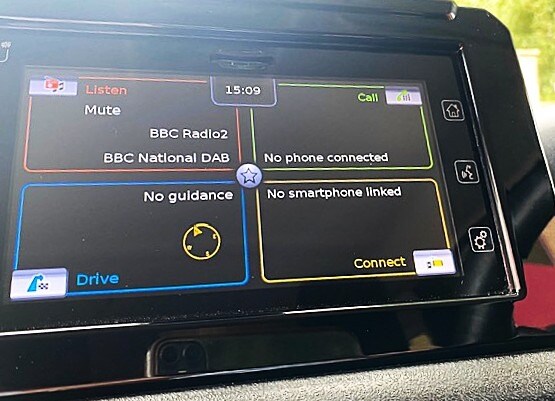 15:09
Listen
Mute
BBC Radio2
BBC National DAB
Call
No phone connected
No guidance
Drive
No smartphone linked
Connect